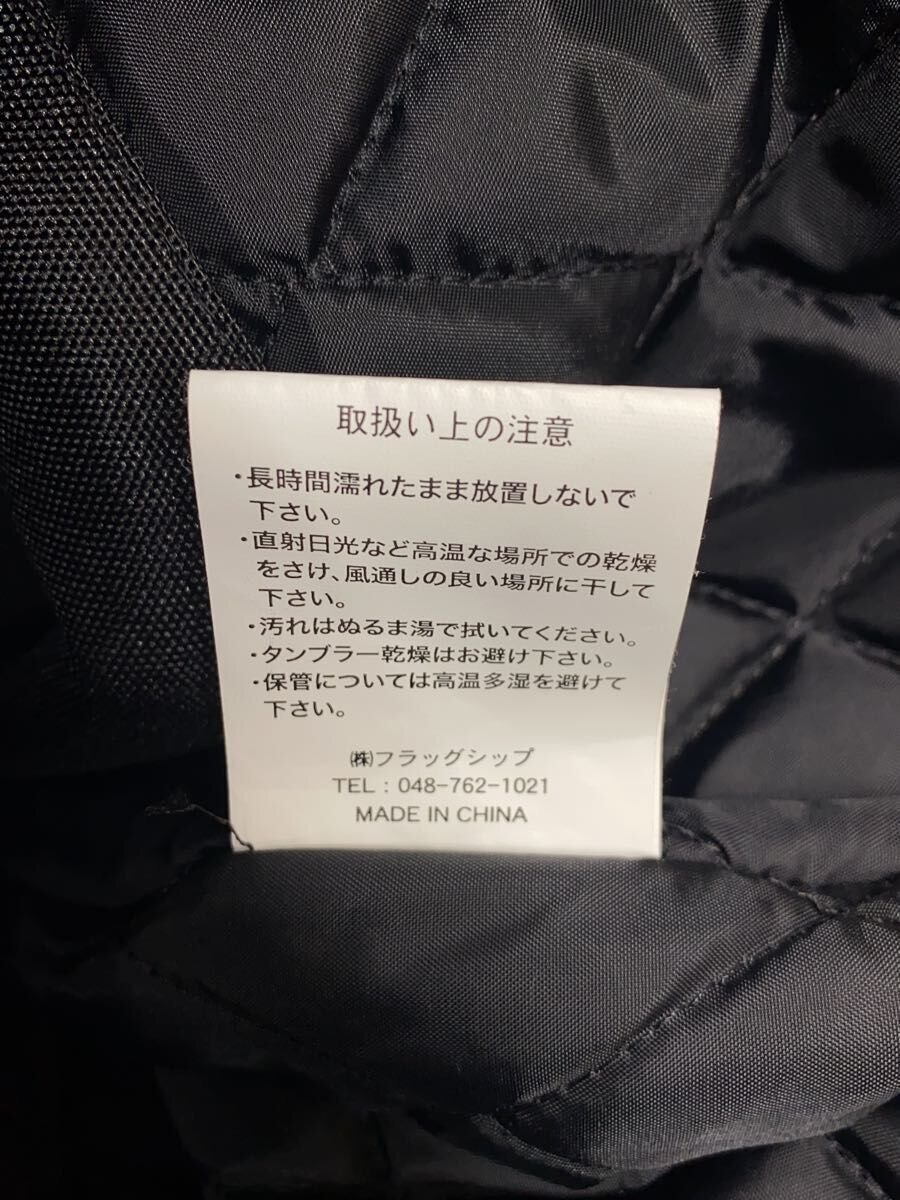 取扱い上の注意
・長時間濡れたまま放置しないで
下さい。
・直射日光など高温な場所での乾燥
をさけ、風通しの良い場所に干して
下さい。
・汚れはぬるま湯で拭いてください。
・タンブラー乾燥はお避け下さい。
・保管については高温多湿を避けて
下さい。
㈱フラッグシップ
TEL : 048-762-1021
MADE IN CHINA